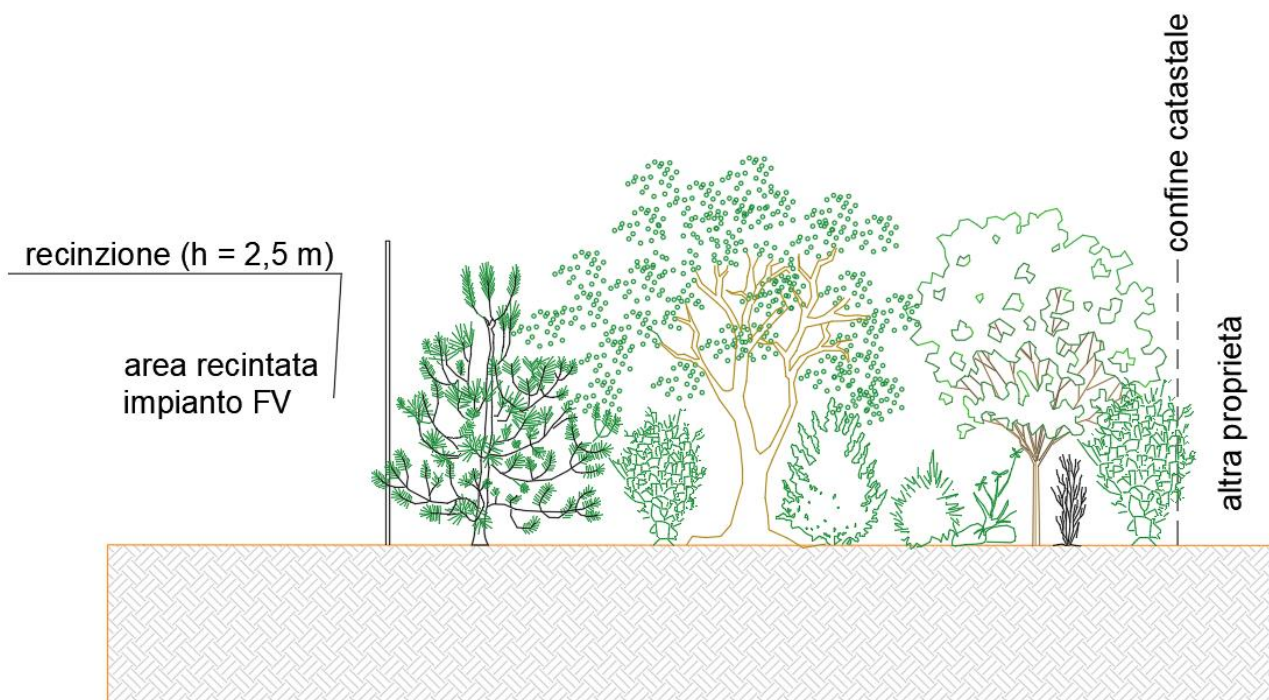 recinzione (h = 2,5 m)
area recintata
impianto FV
confine catastale
altra proprietà